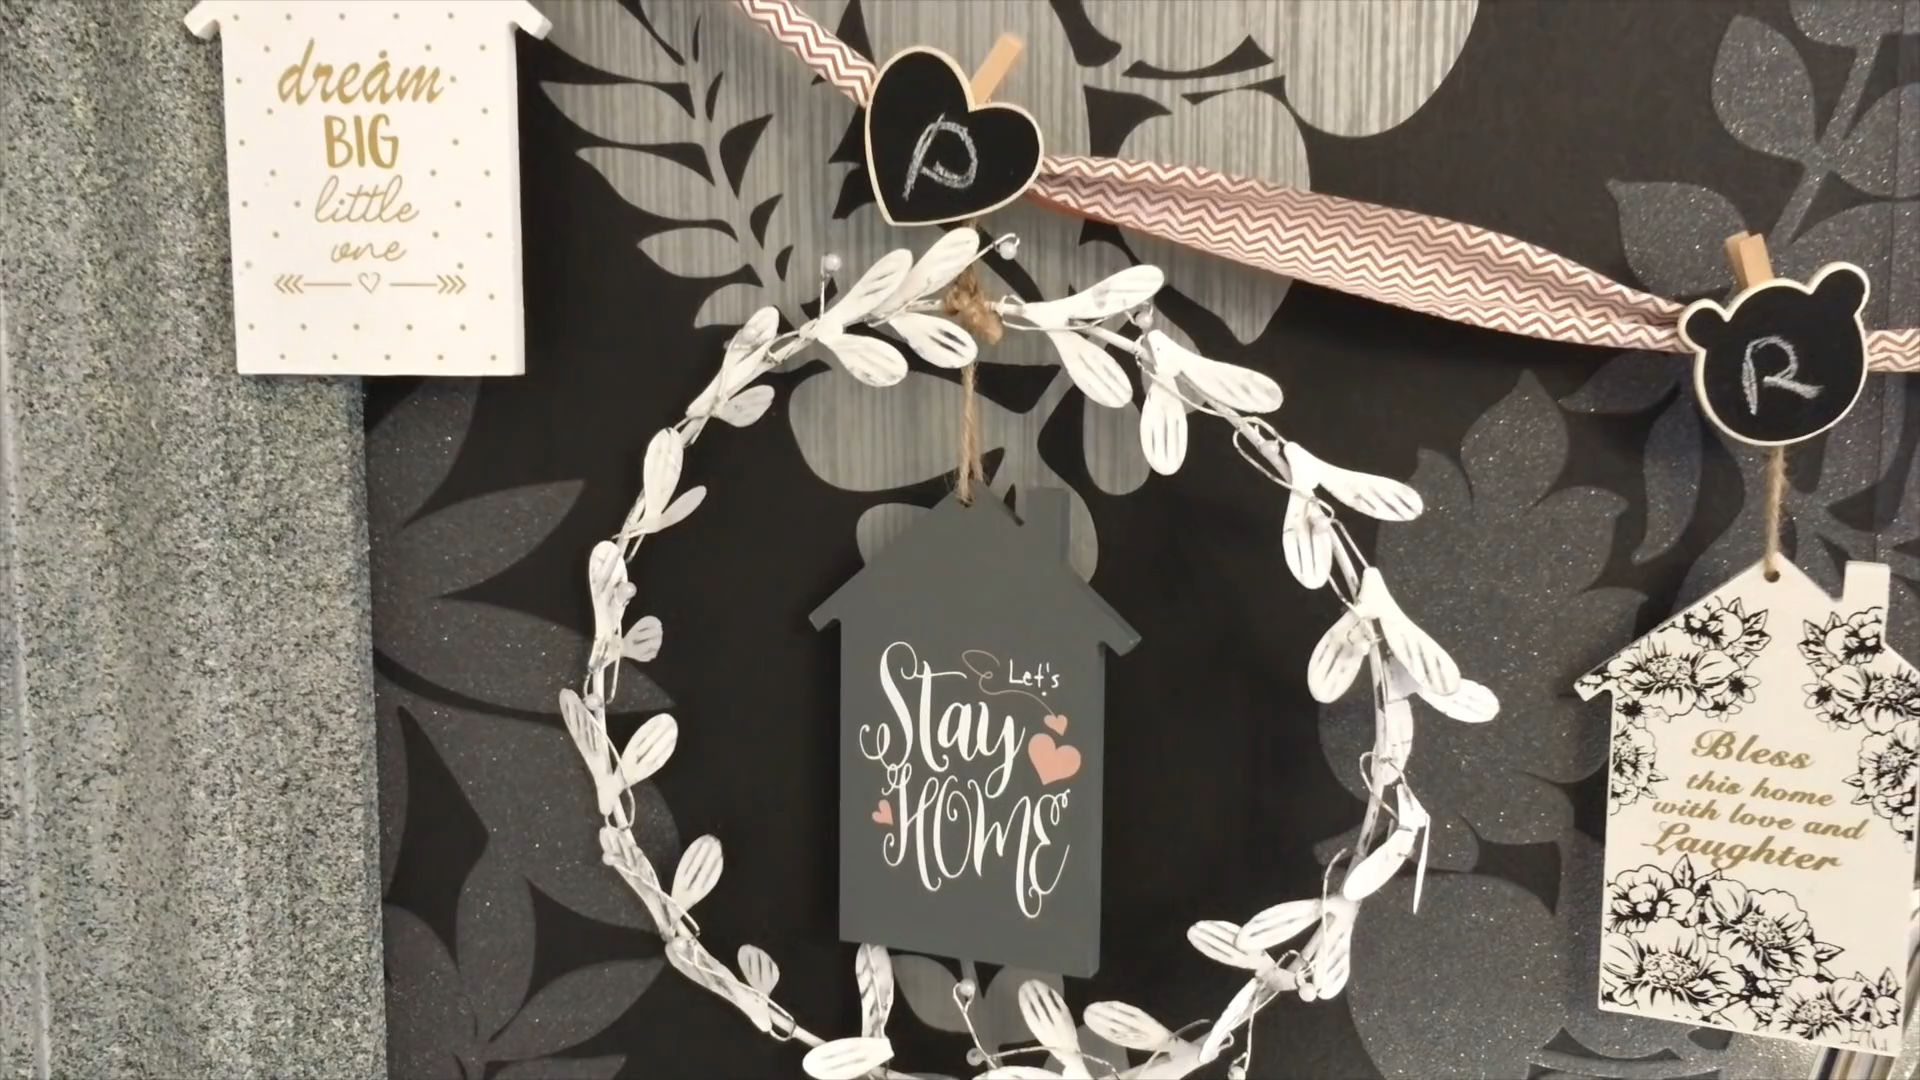 dream
BIG
little
one
P
R
Let's
Stay
HOME
Bless
this home
with love and
Laughter